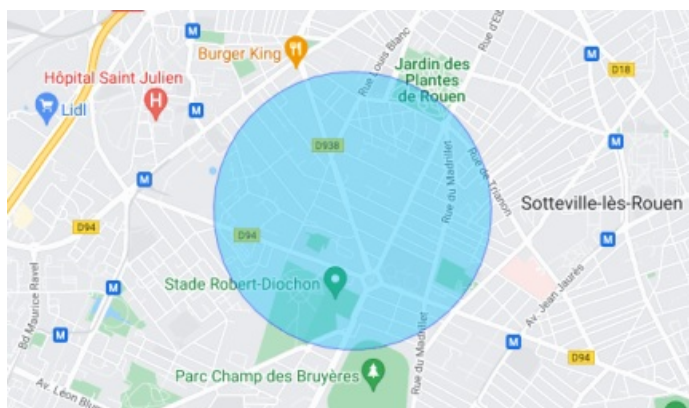 M
M
Burger King
Rue Louis Blanc
Jardin des
Plantes
de Rouen
D18
Hôpital Saint Julien
H
Lidl
M
D938
M
M
Rue du Madrillet
Rue de Trianon
Sotteville-lès-Rouen
D94
D94
M
Stade Robert-Diochon
M
Av. Jean Jaurès
Bd Maurice Ravel
M
M
D94
Parc Champ des Bruyères
Rue du Madrillet
Av. Léon Blum